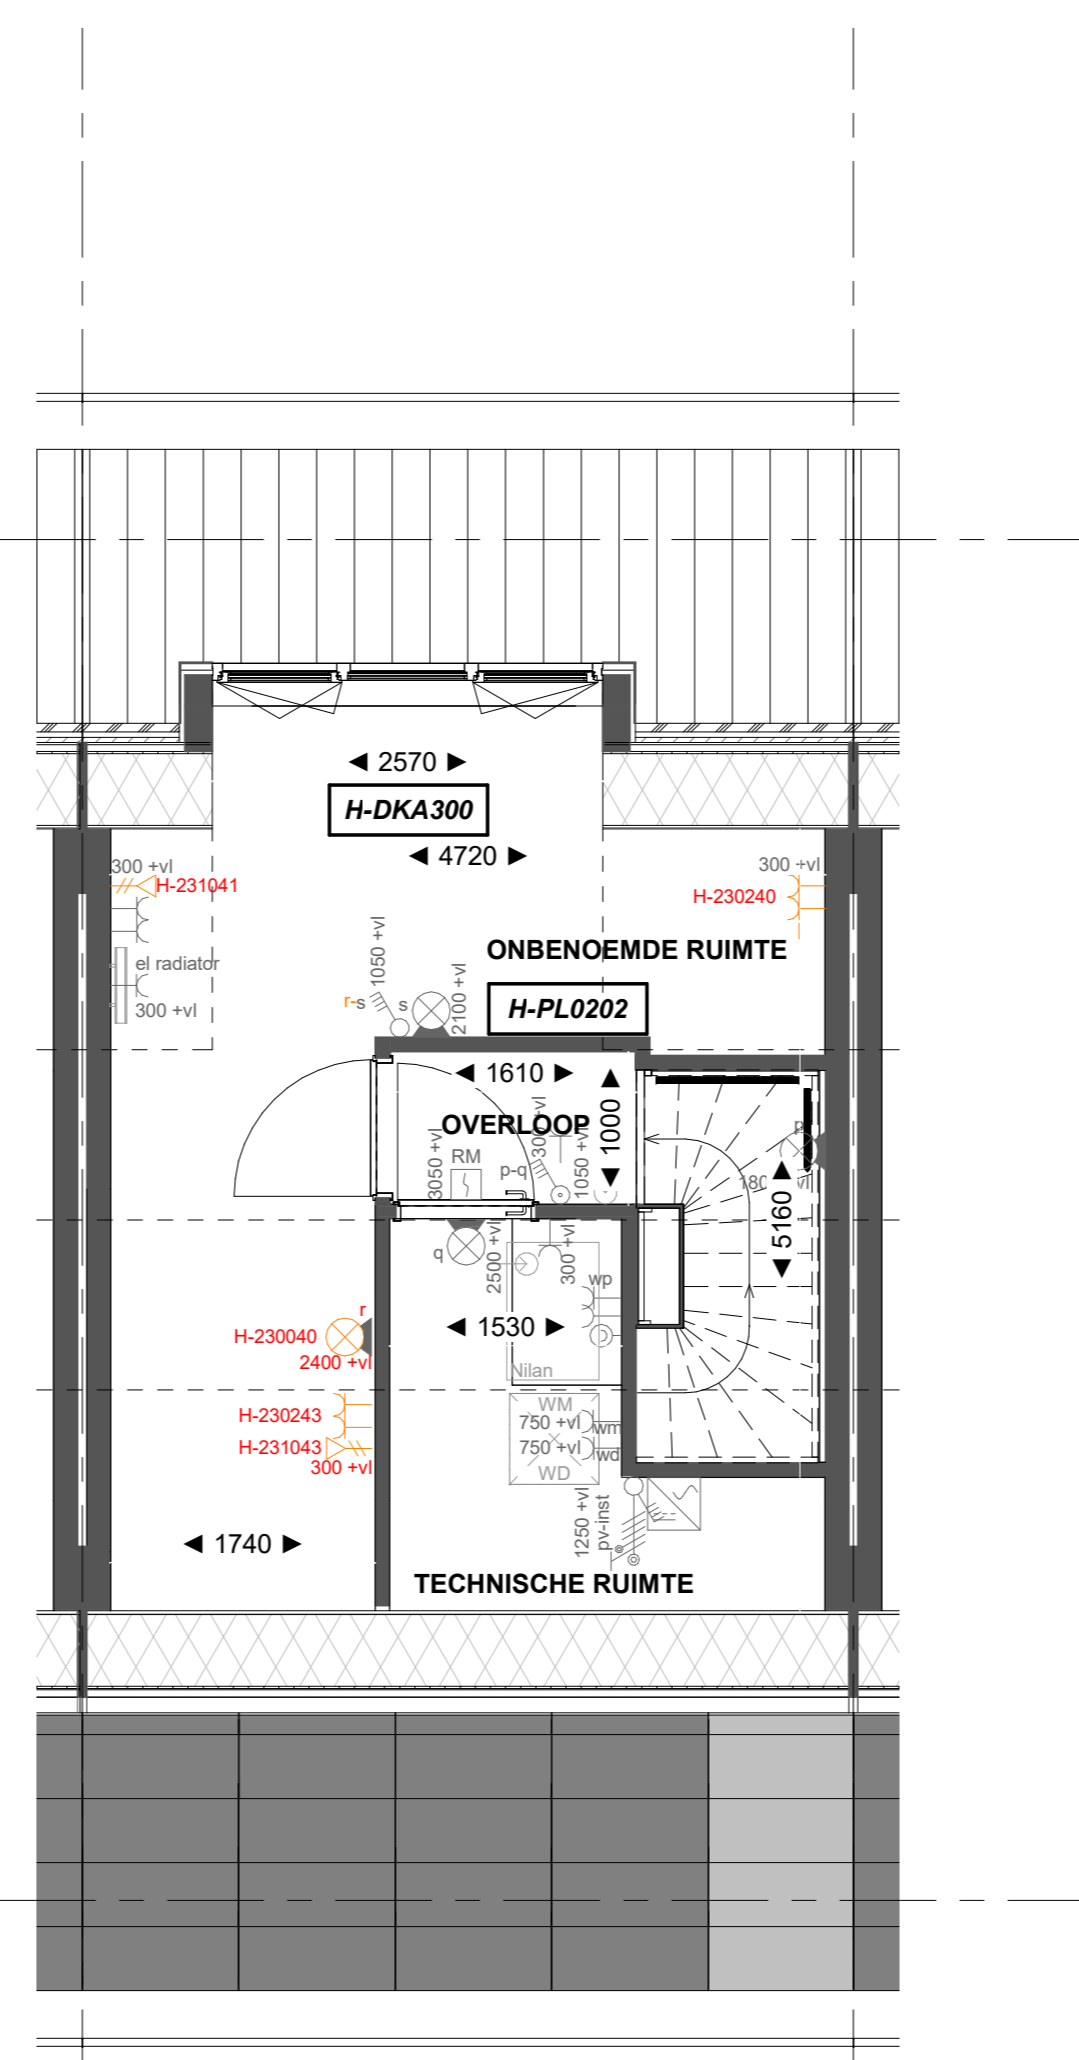 ◄ 2570 ►
H-DKA300
◄ 4720 ►
300 +vl
H-231041
300 +vl
H-230240
el radiator
300 +vl
1050 +vl
r-s
s
2100 +vl
ONBENOEMDE RUIMTE
H-PL0202
◄ 1610 ►
◄ 1000 ►
OVERLOOP
300 +vl
3050 +vl
RM
p-q
1050 +vl
p
◄ 5160 ►
q
2500 +vl
300 +vl
wp
r
H-230040
2400 +vl
◄ 1530 ►
Nilan
H-230243
H-231043
300 +vl
WM
750 +vl
wm
750 +vl
wd
WD
1250 +vl
pv-inst
◄ 1740 ►
TECHNISCHE RUIMTE